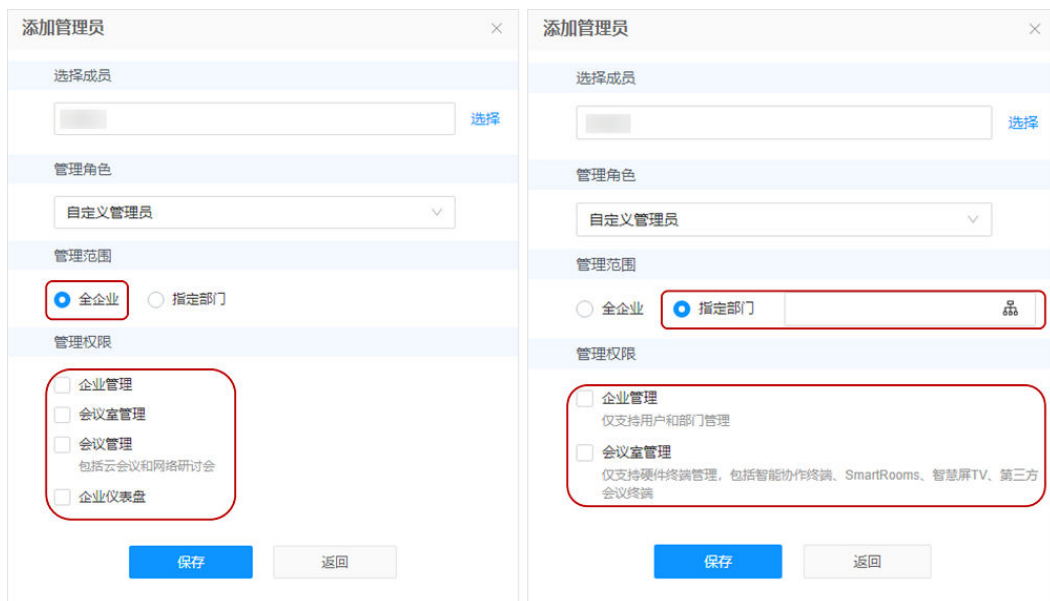 添加管理员
选择成员
选择
管理角色
自定义管理员
管理范围
全企业 指定部门
管理权限
企业管理
会议室管理
会议管理
包括云会议和网络研讨会
企业仪表盘
保存 返回
添加管理员
选择成员
选择
管理角色
自定义管理员
管理范围
全企业 指定部门
管理权限
企业管理
仅支持用户和部门管理
会议室管理
仅支持硬件终端管理，包括智能协作终端、SmartRooms、智慧屏TV、第三方
会议终端
保存 返回